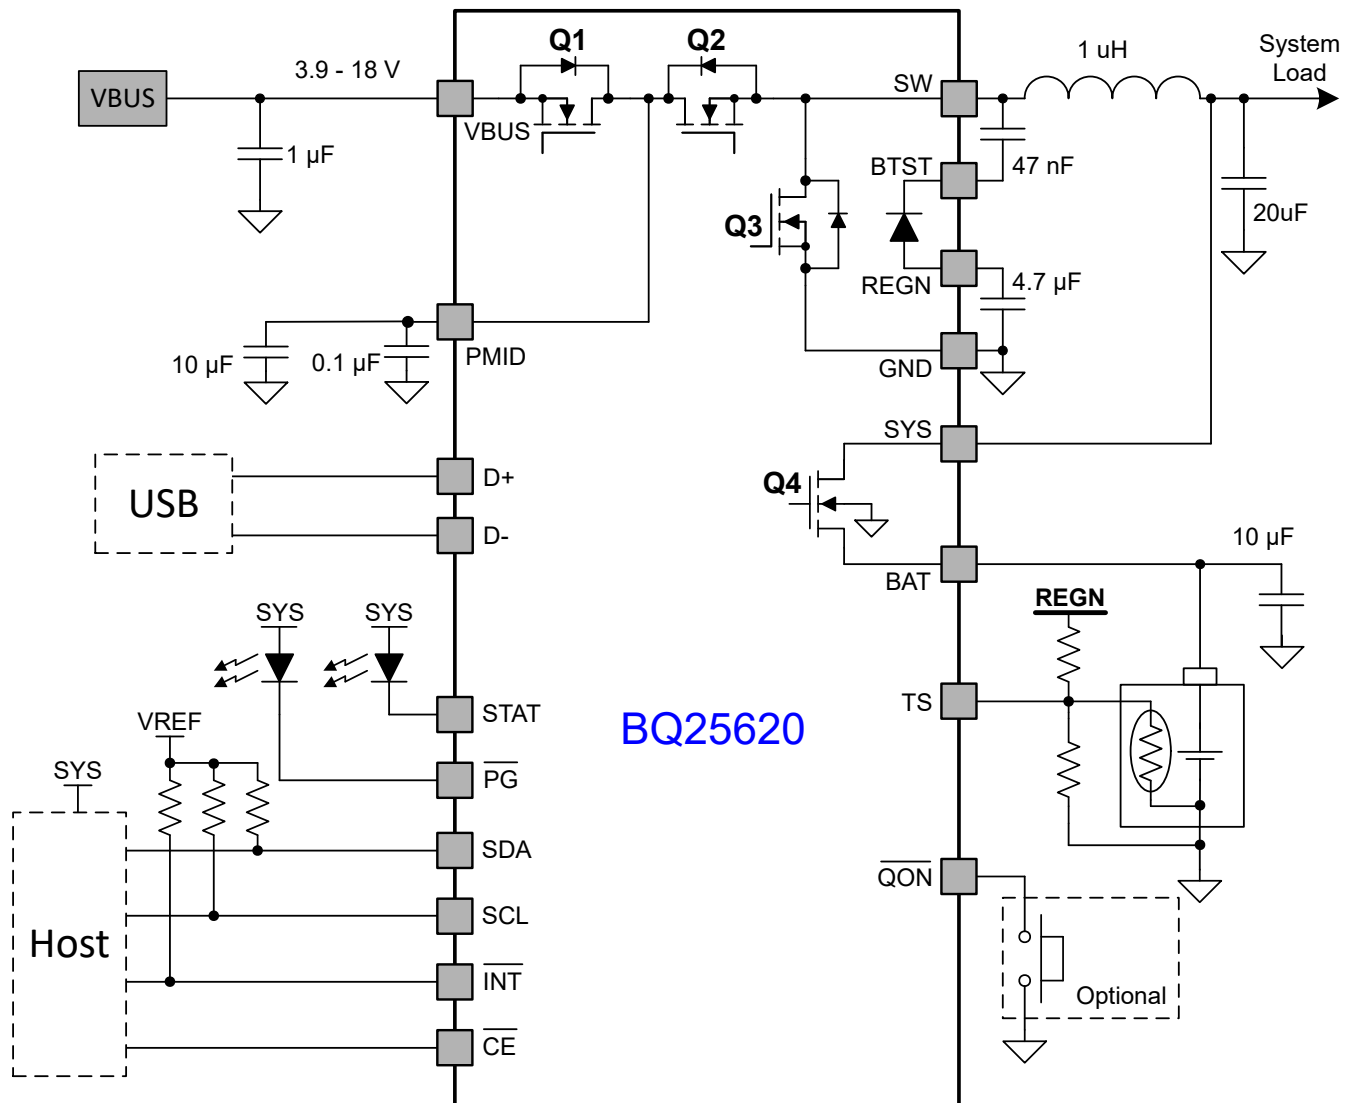 Q1
Q2
System
Load
1 uH
3.9 - 18 V
SW
VBUS
VBUS
1 µF
BTST
47 nF
Q3
20uF
REGN
4.7 µF
10 µF
0.1 µF
PMID
GND
SYS
D+
USB
Q4
D-
10 µF
BAT
REGN
SYS
SYS
TS
STAT
BQ25620
VREF
SYS
PG
SDA
QON
SCL
Host
INT
Optional
CE